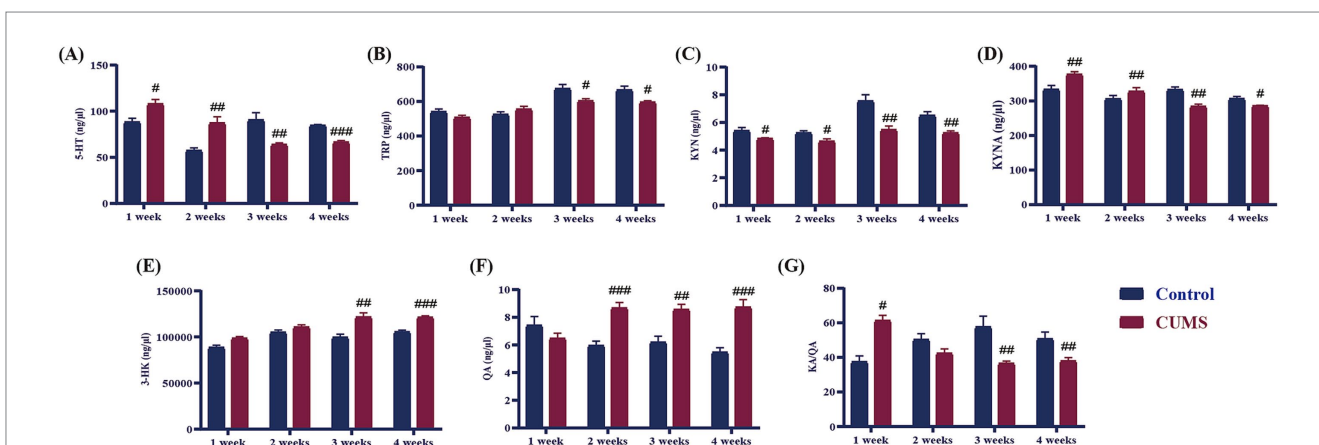 (A)
5-HT (ng/μl)
150
100
50
0
#
##
##
###
1 week 2 weeks 3 weeks 4 weeks
(B)
TRP (ng/μl)
800
600
400
200
0
#
#
1 week 2 weeks 3 weeks 4 weeks
(C)
KYN (ng/μl)
10
8
6
4
2
0
#
#
##
##
1 week 2 weeks 3 weeks 4 weeks
(D)
KYNA (ng/μl)
400
300
200
100
0
##
##
##
#
1 week 2 weeks 3 weeks 4 weeks
(E)
3-HK (ng/μl)
150000
100000
50000
0
##
###
1 week 2 weeks 3 weeks 4 weeks
(F)
QA (ng/μl)
10
8
6
4
2
0
###
##
###
1 week 2 weeks 3 weeks 4 weeks
(G)
KA/QA
80
60
40
20
0
#
##
##
1 week 2 weeks 3 weeks 4 weeks
Control
CUMS